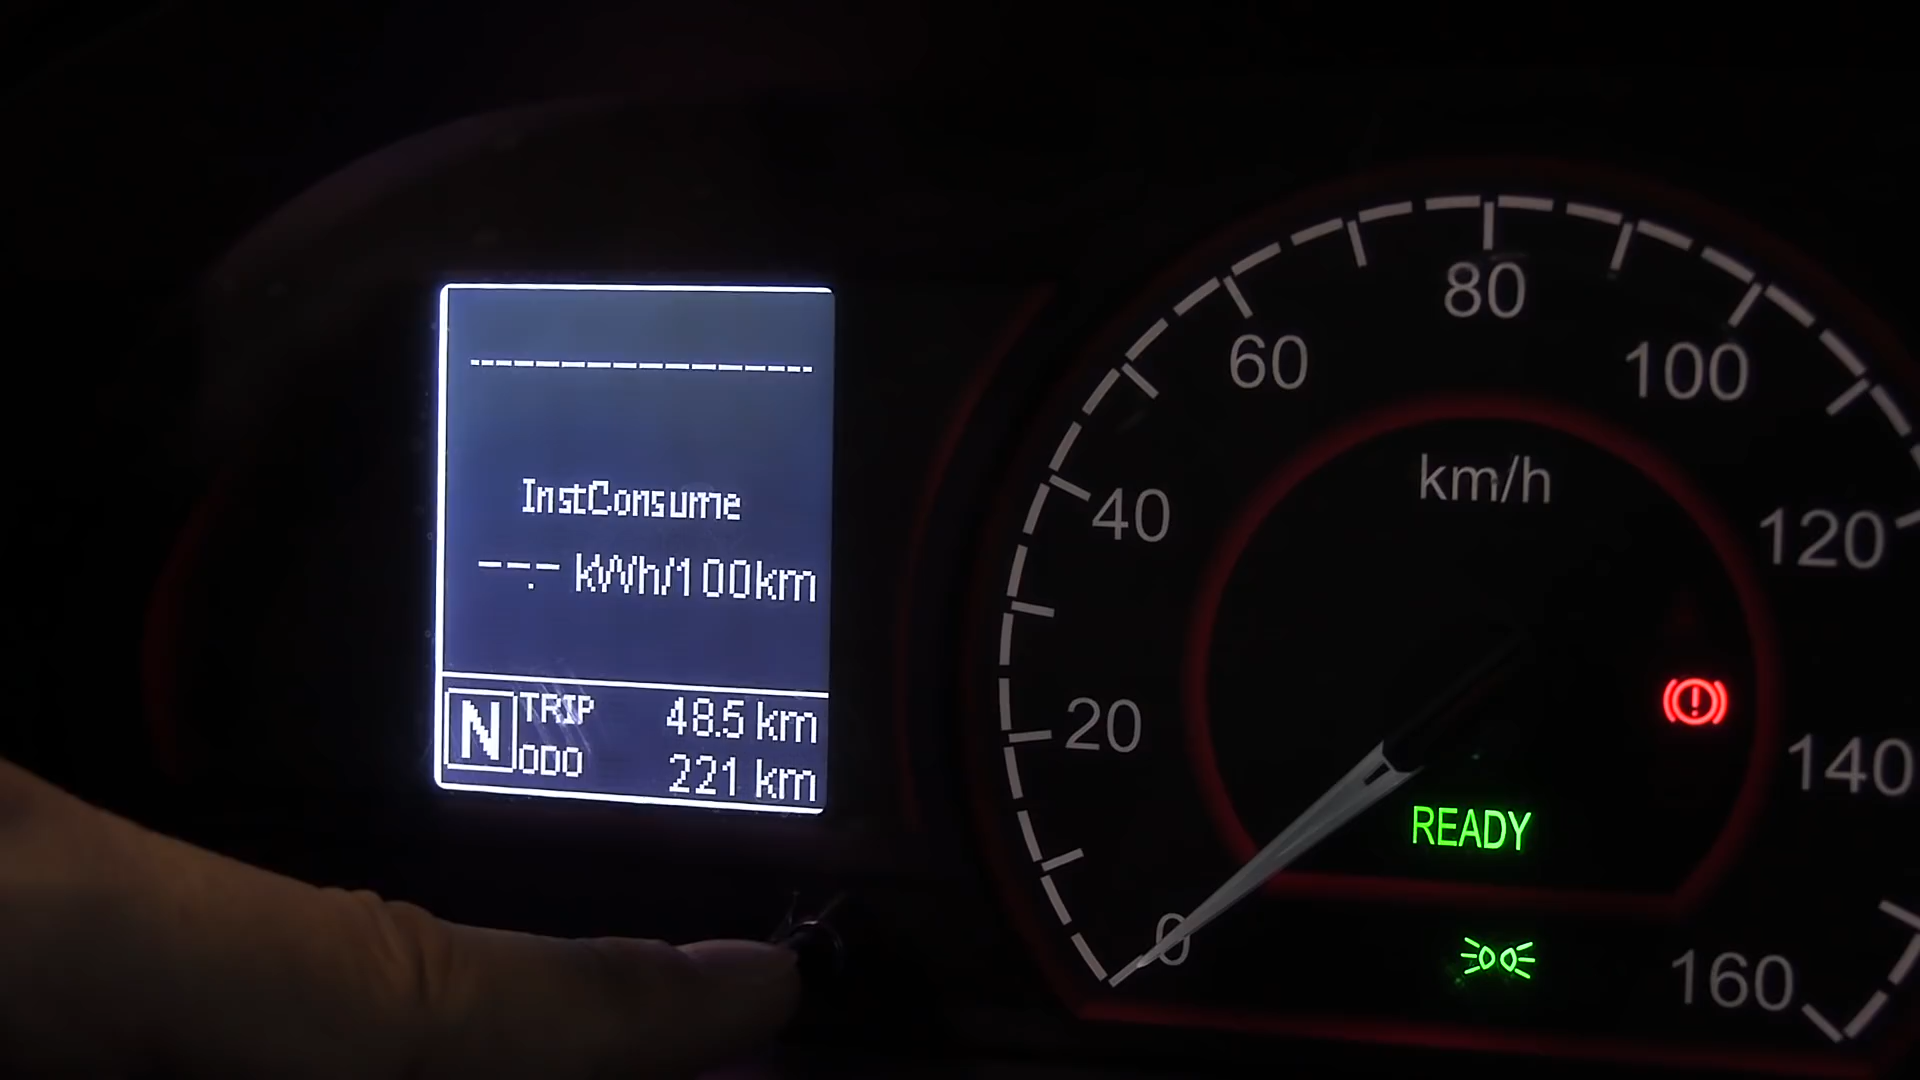 InstConsume
--.- kWh/100km
N
TRIP 48.5 km
ODO 221 km
0
20
40
60
80
100
120
140
160
km/h
READY